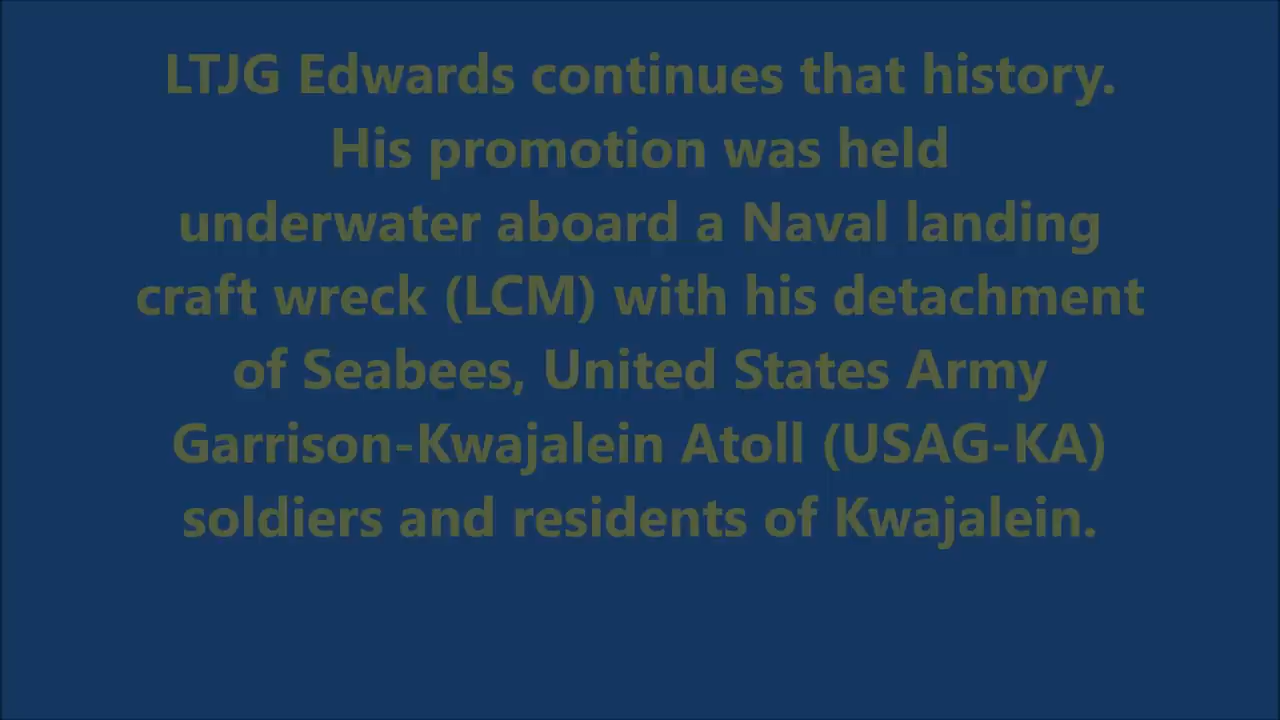 LTJG Edwards continues that history.
His promotion was held
underwater aboard a Naval landing
craft wreck (LCM) with his detachment
of Seabees, United States Army
Garrison-Kwajalein Atoll (USAG-KA)
soldiers and residents of Kwajalein.